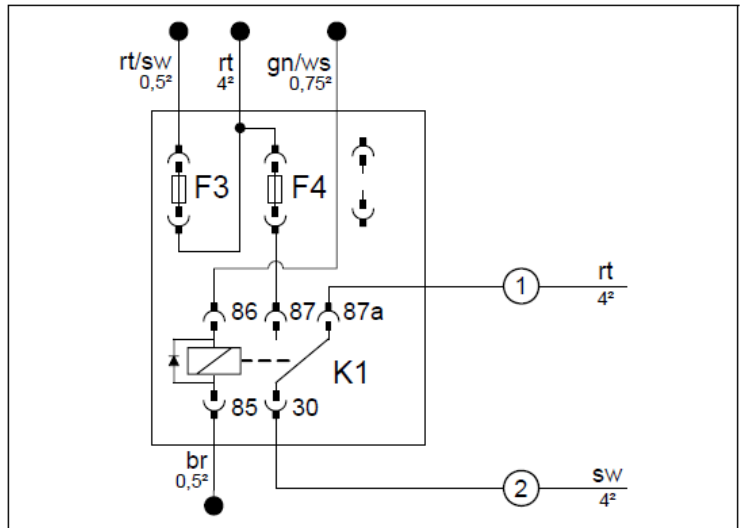 rt/sw rt gn/ws
0,5² 4² 0,75²
F3 F4
86 87 87a
1 rt
4²
K1
85 30
br
0,5²
2 sw
4²